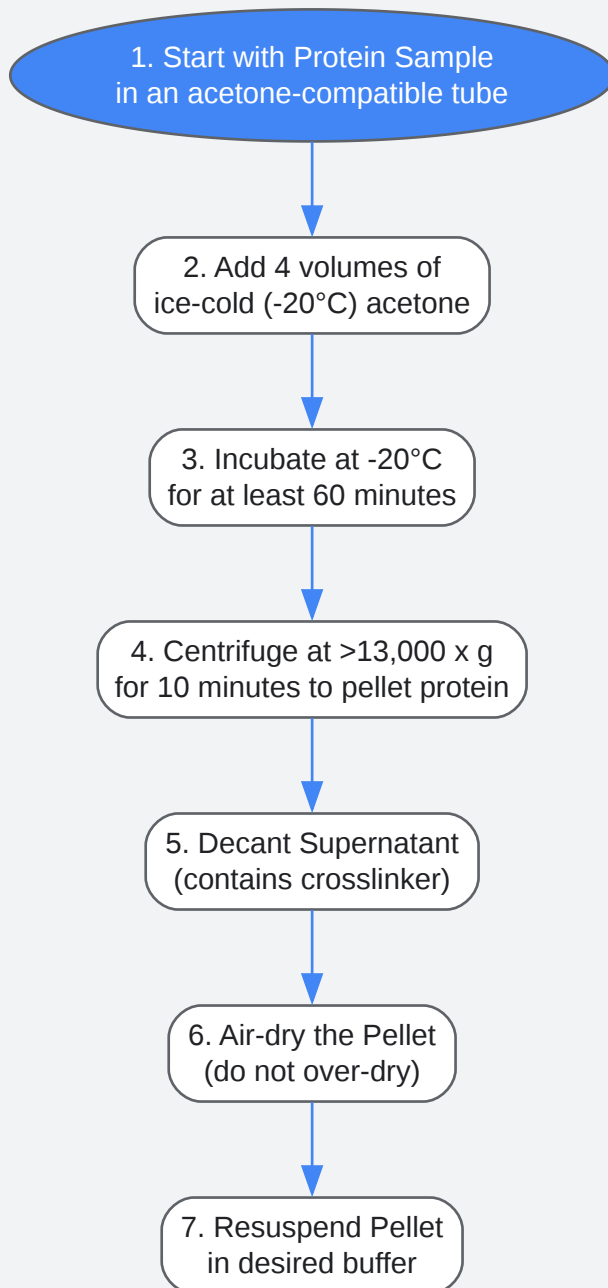 1. Start with Protein Sample
in an acetone-compatible tube
2. Add 4 volumes of
ice-cold (-20°C) acetone
3. Incubate at -20°C
for at least 60 minutes
4. Centrifuge at >13,000 x g
for 10 minutes to pellet protein
5. Decant Supernatant
(contains crosslinker)
6. Air-dry the Pellet
(do not over-dry)
7. Resuspend Pellet
in desired buffer